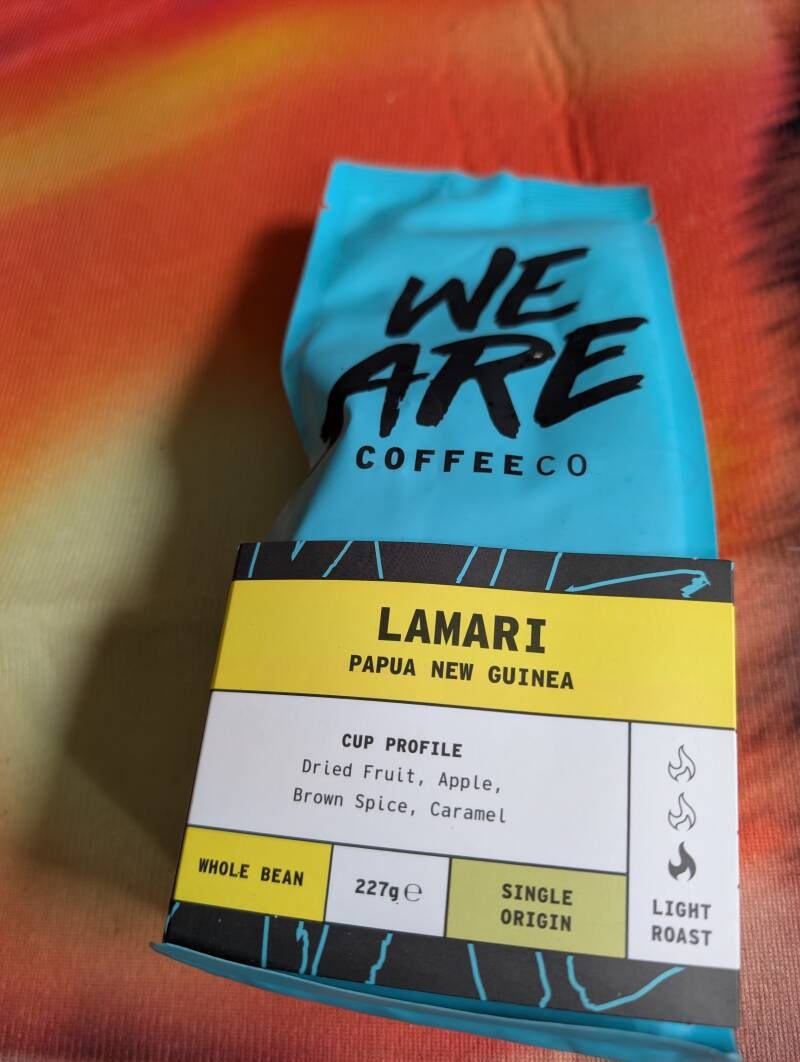 WE
ARE
COFFEECO
LAMARI
PAPUA NEW GUINEA
CUP PROFILE
Dried Fruit, Apple,
Brown Spice, Caramel
WHOLE BEAN
227g ℮
SINGLE
ORIGIN
LIGHT
ROAST